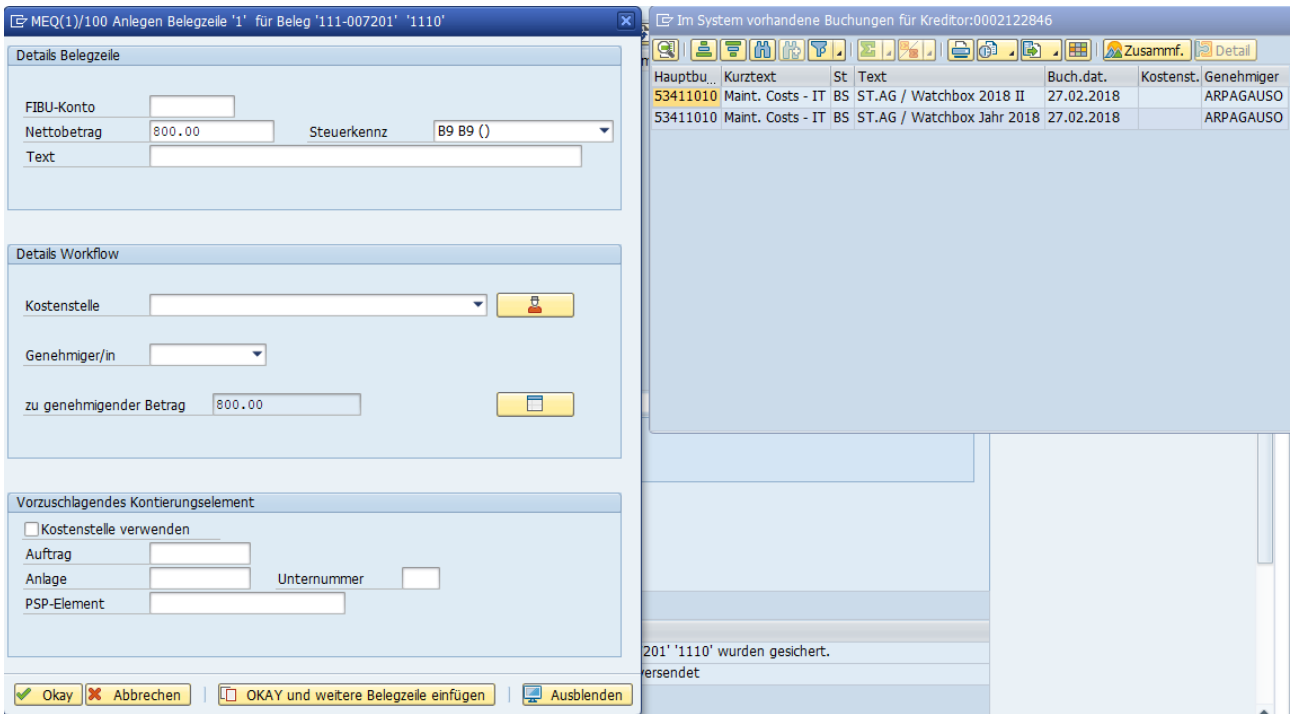 MEQ(1)/100 Anlegen Belegzeile '1' für Beleg '111-007201' '1110'
Details Belegzeile
FIBU-Konto
Nettobetrag 800.00 Steuerkennz B9 B9 ()
Text
Details Workflow
Kostenstelle
Genehmiger/in
zu genehmigender Betrag 800.00
Vorzuschlagendes Kontierungselement
Kostenstelle verwenden
Auftrag
Anlage Unternummer
PSP-Element
Okay Abbrechen OKAY und weitere Belegzeile einfügen Ausblenden
Im System vorhandene Buchungen für Kreditor:0002122846
Zusammf. Detail
Hauptbu... Kurztext St Text Buch.dat. Kostenst. Genehmiger
53411010 Maint. Costs - IT BS ST.AG / Watchbox 2018 II 27.02.2018 ARPAGAUSO
53411010 Maint. Costs - IT BS ST.AG / Watchbox Jahr 2018 27.02.2018 ARPAGAUSO
201' '1110' wurden gesichert.
versendet